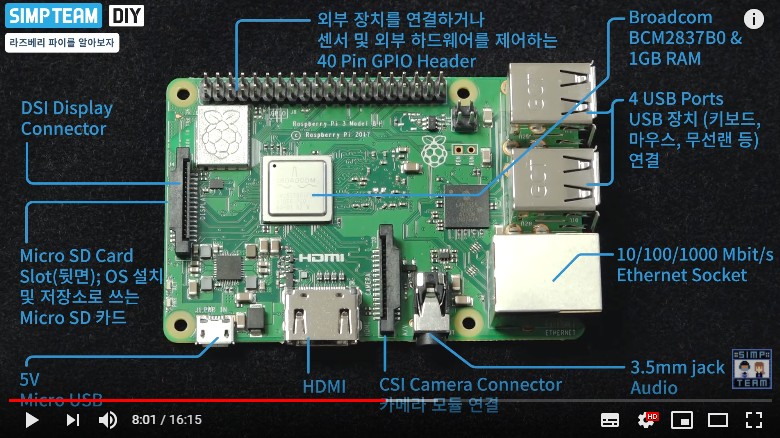 SIMPTEAM DIY
라즈베리 파이를 알아보자
외부 장치를 연결하거나
센서 및 외부 하드웨어를 제어하는
40 Pin GPIO Header
Broadcom
BCM2837B0 &
1GB RAM
DSI Display
Connector
4 USB Ports
USB 장치 (키보드,
마우스, 무선랜 등)
연결
Raspberry Pi 3 Model B+
© Raspberry Pi 2017
BROADCOM
DISPLAY
HDMI
CAMERA
ETHERNET
Micro SD Card
Slot(뒷면); OS 설치
및 저장소로 쓰는
Micro SD 카드
10/100/1000 Mbit/s
Ethernet Socket
5V
Micro USB
HDMI
CSI Camera Connector
카메라 모듈 연결
3.5mm jack
Audio
SIMP
TEAM
8:01 / 16:15
HD